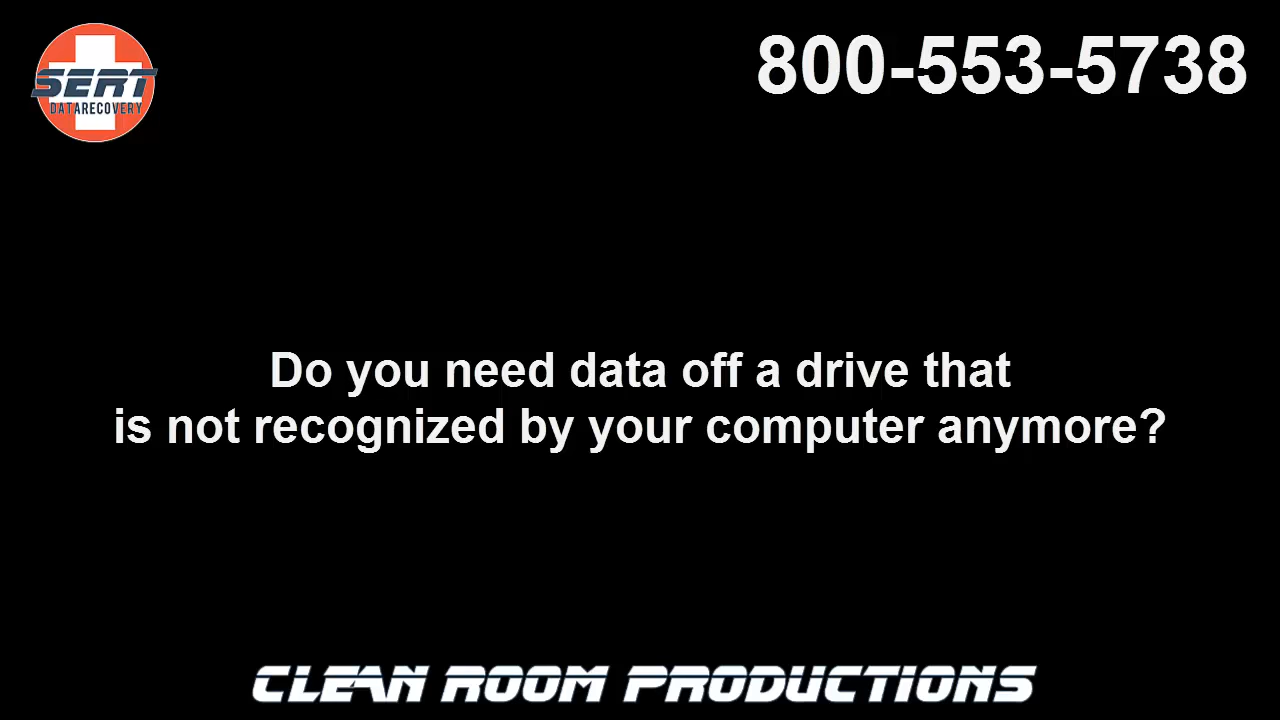 SERT
DATARECOVERY
800-553-5738
Do you need data off a drive that
is not recognized by your computer anymore?
CLEAN ROOM PRODUCTIONS